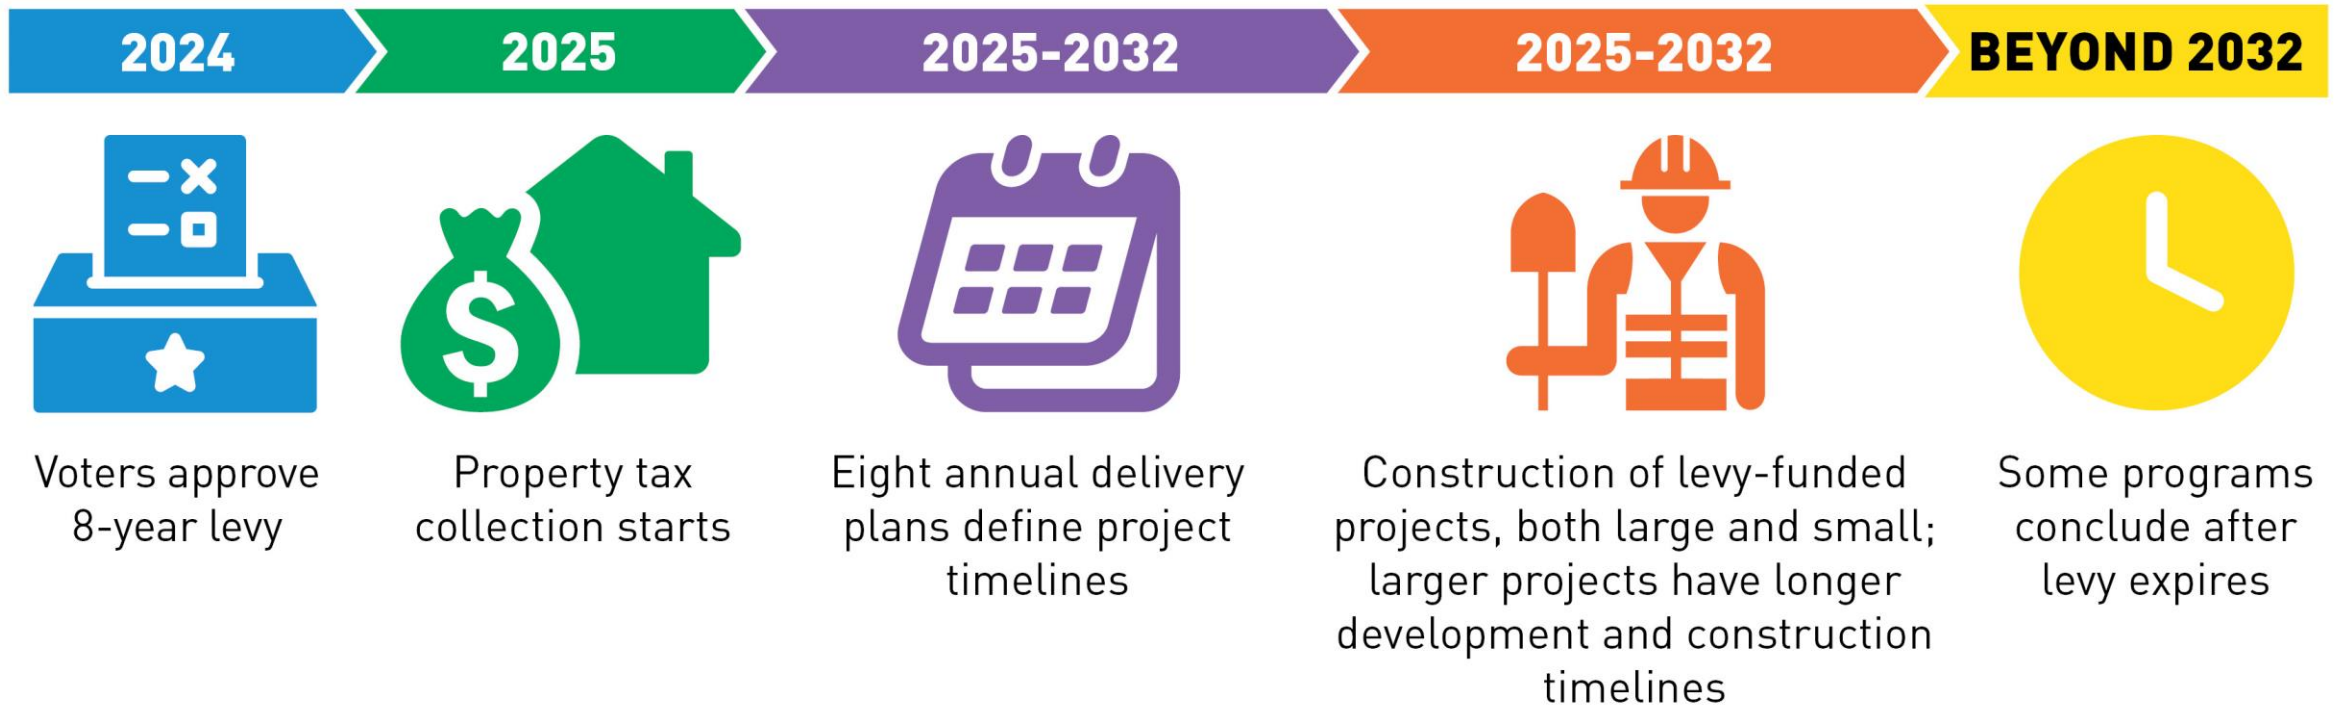 2024
2025
2025-2032
2025-2032
BEYOND 2032
$
Voters approve
8-year levy
Property tax
collection starts
Eight annual delivery
plans define project
timelines
Construction of levy-funded
projects, both large and small;
larger projects have longer
development and construction
timelines
Some programs
conclude after
levy expires